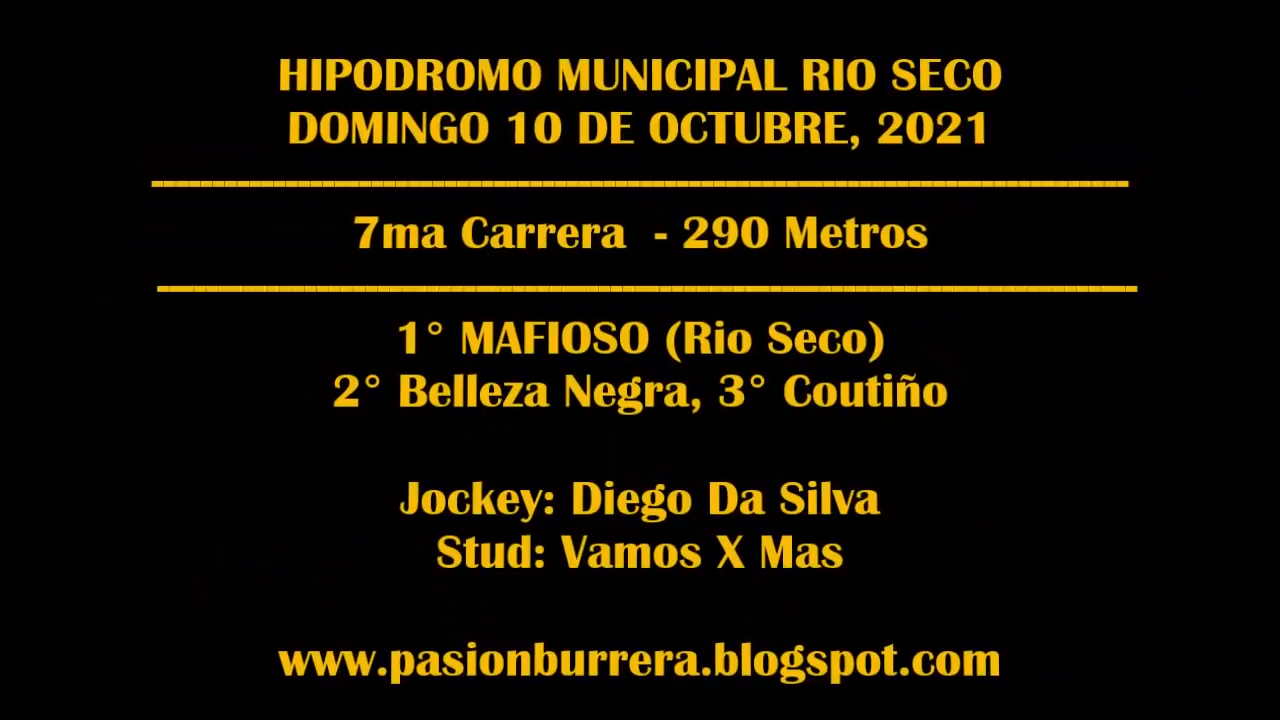 HIPODROMO MUNICIPAL RIO SECO
DOMINGO 10 DE OCTUBRE, 2021
7ma Carrera - 290 Metros
1° MAFIOSO (Rio Seco)
2° Belleza Negra, 3° Coutiño
Jockey: Diego Da Silva
Stud: Vamos X Mas
www.pasionburrera.blogspot.com